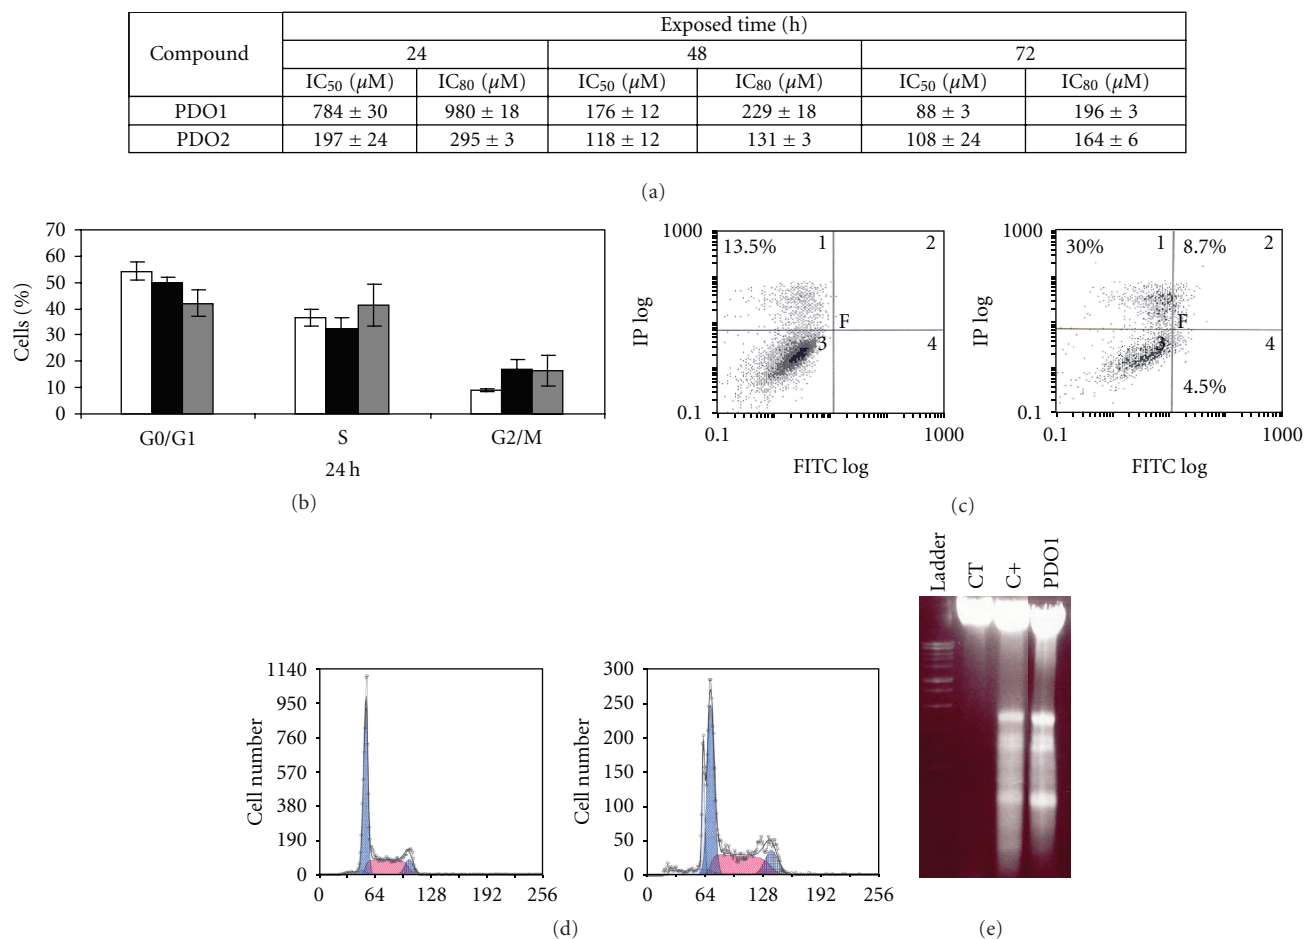 Compound Exposed time (h)
24 48 72
IC50 (µM) IC80 (µM) IC50 (µM) IC80 (µM) IC50 (µM) IC80 (µM)
PDO1 784 ± 30 980 ± 18 176 ± 12 229 ± 18 88 ± 3 196 ± 3
PDO2 197 ± 24 295 ± 3 118 ± 12 131 ± 3 108 ± 24 164 ± 6
(a)
70
60
50
40
30
20
10
0
Cells (%)
G0/G1 S G2/M
24 h
(b)
1000
13.5% 1 2
IP log
F
3 4
0.1
0.1 1000
FITC log
1000
30% 1 8.7% 2
IP log
F
3 4
4.5%
0.1
0.1 1000
FITC log
(c)
1140
950
760
570
380
190
0
Cell number
0 64 128 192 256
300
250
200
150
100
50
0
Cell number
0 64 128 192 256
(d)
Ladder
CT
C+
PDO1
(e)